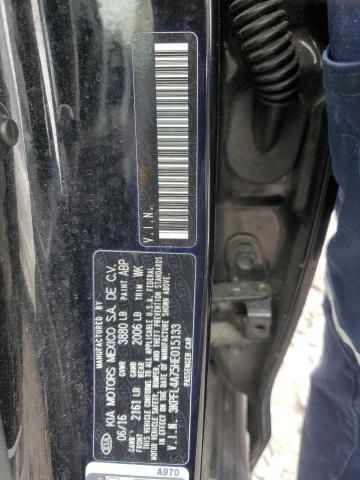 MANUFACTURED BY
KIA KIA MOTORS MEXICO S.A. DE C.V.
06/16 GVWR 3880 LB PAINT ABP
GAWR FRONT 2161 LB GAWR REAR 2006 LB TRIM WK
THIS VEHICLE CONFORMS TO ALL APPLICABLE U.S.A. FEDERAL
MOTOR VEHICLE SAFETY, BUMPER, AND THEFT PREVENTION
STANDARDS IN EFFECT ON THE DATE OF MANUFACTURE SHOWN ABOVE.
V.I.N. 3KPFL4A75HE015133
PASSENGER CAR
V.I.N.
A970